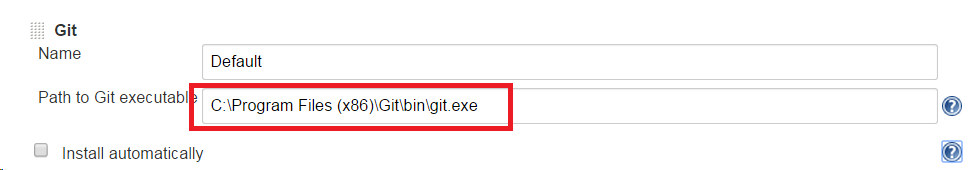 Git
Name
Default
Path to Git executable
C:\Program Files (x86)\Git\bin\git.exe
?
Install automatically
?